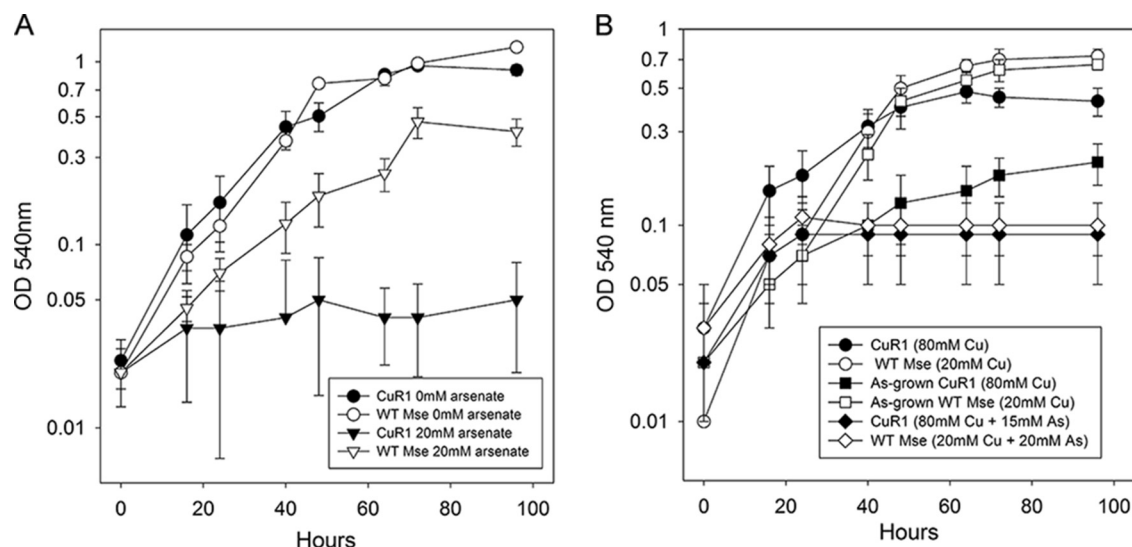 A
OD 540nm
1
0.7
0.5
0.3
0.1
0.05
0.01
CuR1 0mM arsenate
WT Mse 0mM arsenate
CuR1 20mM arsenate
WT Mse 20mM arsenate
0 20 40 60 80 100
Hours
B
OD 540 nm
1
0.7
0.5
0.3
0.1
0.05
0.01
CuR1 (80mM Cu)
WT Mse (20mM Cu)
As-grown CuR1 (80mM Cu)
As-grown WT Mse (20mM Cu)
CuR1 (80mM Cu + 15mM As)
WT Mse (20mM Cu + 20mM As)
0 20 40 60 80 100
Hours